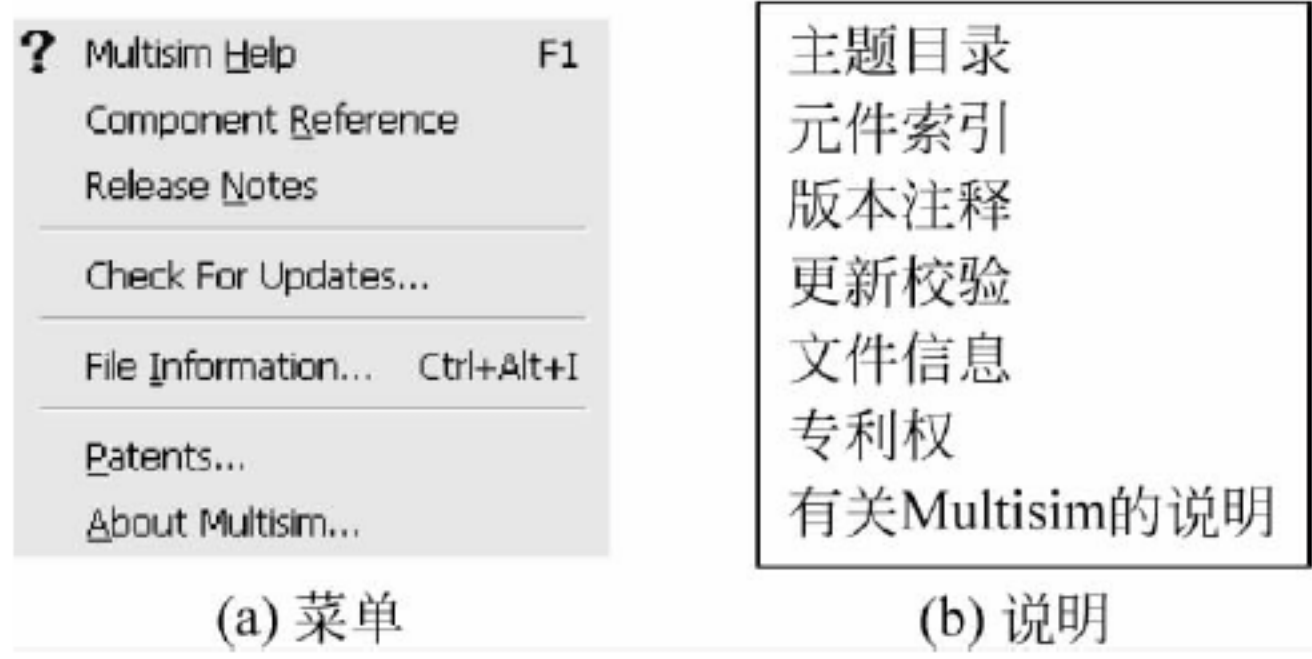 ? Multisim Help F1
Component Reference
Release Notes
Check For Updates...
File Information... Ctrl+Alt+I
Patents...
About Multisim...
(a) 菜单
主题目录
元件索引
版本注释
更新校验
文件信息
专利权
有关Multisim的说明
(b) 说明